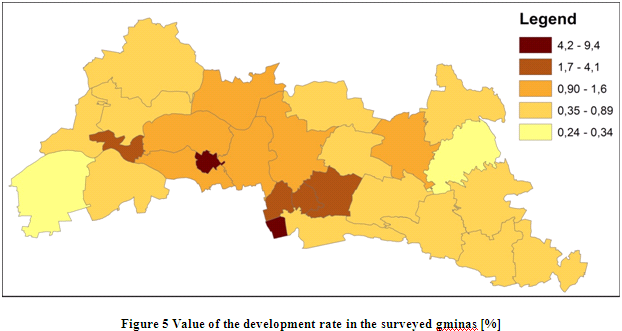 Legend
4,2 - 9,4
1,7 - 4,1
0,90 - 1,6
0,35 - 0,89
0,24 - 0,34
Figure 5 Value of the development rate in the surveyed gminas [%]